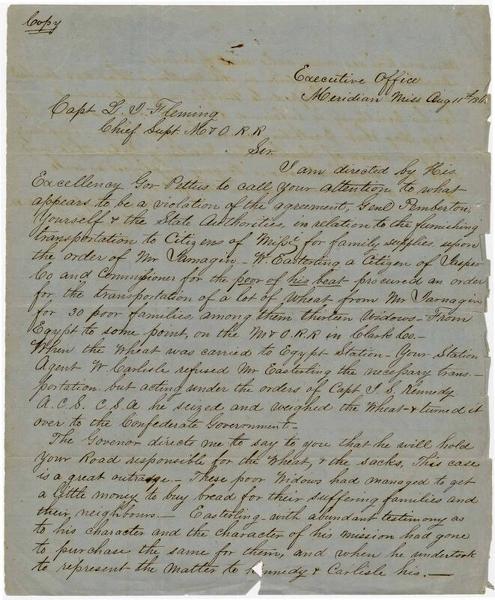 Copy
Executive Office
Meridian Miss Aug 11th 186
Capt L. J. Fleming
Chief Supt M & O. R. R
Sir
I am directed by His
Excellency Gov Pettus to call your attention to what
appears to be a violation of the agreement, Genl Pemberton,
Yourself & the State Authorities, in relation to the furnishing
transportation to Citizens of Missi for family supplies upon
the order of Mr Yarnagin - W. Easterling a Citizen of Jasper
Co and Commissioner for the poor of his beat procured an order
for the transportation of a lot of wheat from Mr Yarnagin
for 30 poor families among them thirteen widows - From
Egypt to some point, on the M & O. R. R in Clark Co. -
When the wheat was carried to Egypt Station - Your Station
Agent W. Carlisle refused Mr Easterling the necessary trans-
portation but acting under the orders of Capt J. S. Kennedy
A. C. S. C. S. A he seized and weighed the Wheat & turned it
over to the Confederate Government -
The Govenor directs me to say to you that he will hold
your Road responsible for the Wheat, & the sacks, This case
is a great outrage - These poor Widows had managed to get
a little money to buy bread for their suffering families and
their, neighbours - Easterling - with abundant testimony as
to his character and the character of his mission had gone
to purchase the same for them, and when he undertook
to represent the matter to Kennedy & Carlisle his. -